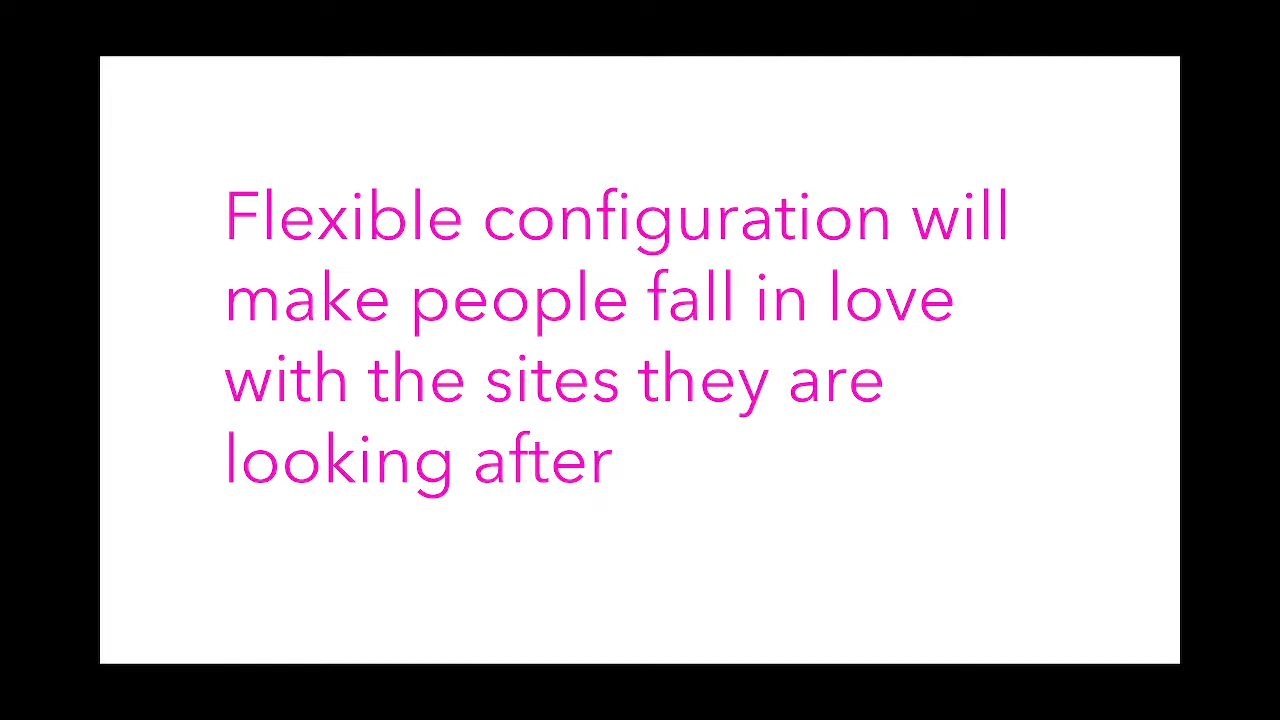 Flexible configuration will
make people fall in love
with the sites they are
looking after